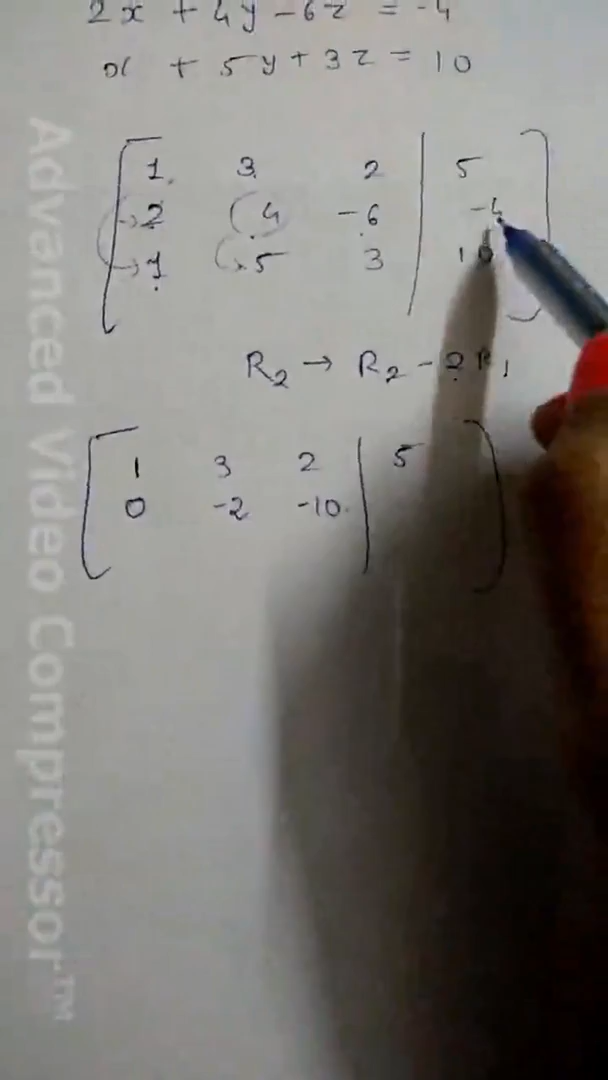 2x + 4y - 6z = -4
x + 5y + 3z = 10
1 3 2 | 5
2 4 -6 | -4
1 5 3 | 10
R2 → R2 - 2R1
1 3 2 | 5
0 -2 -10 |
Advanced Video Compressor™